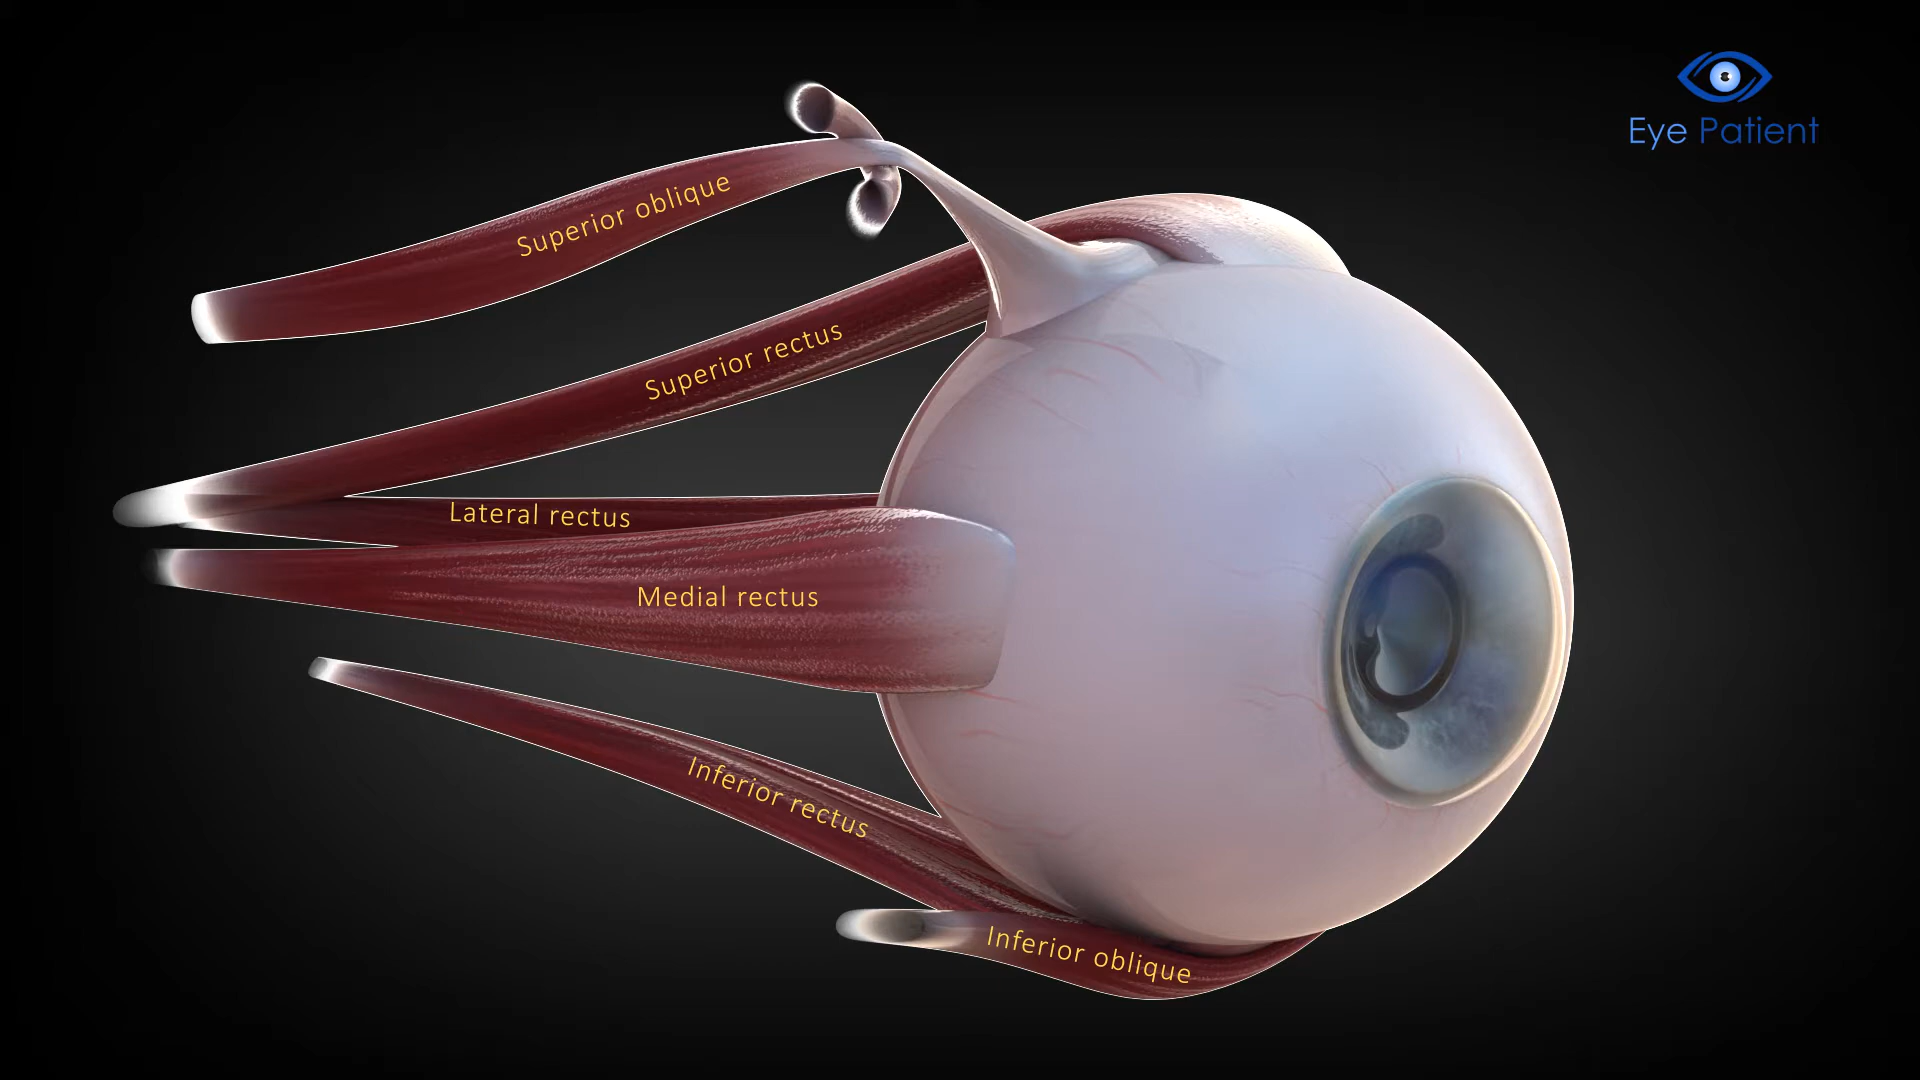 Eye Patient
Superior oblique
Superior rectus
Lateral rectus
Medial rectus
Inferior rectus
Inferior oblique